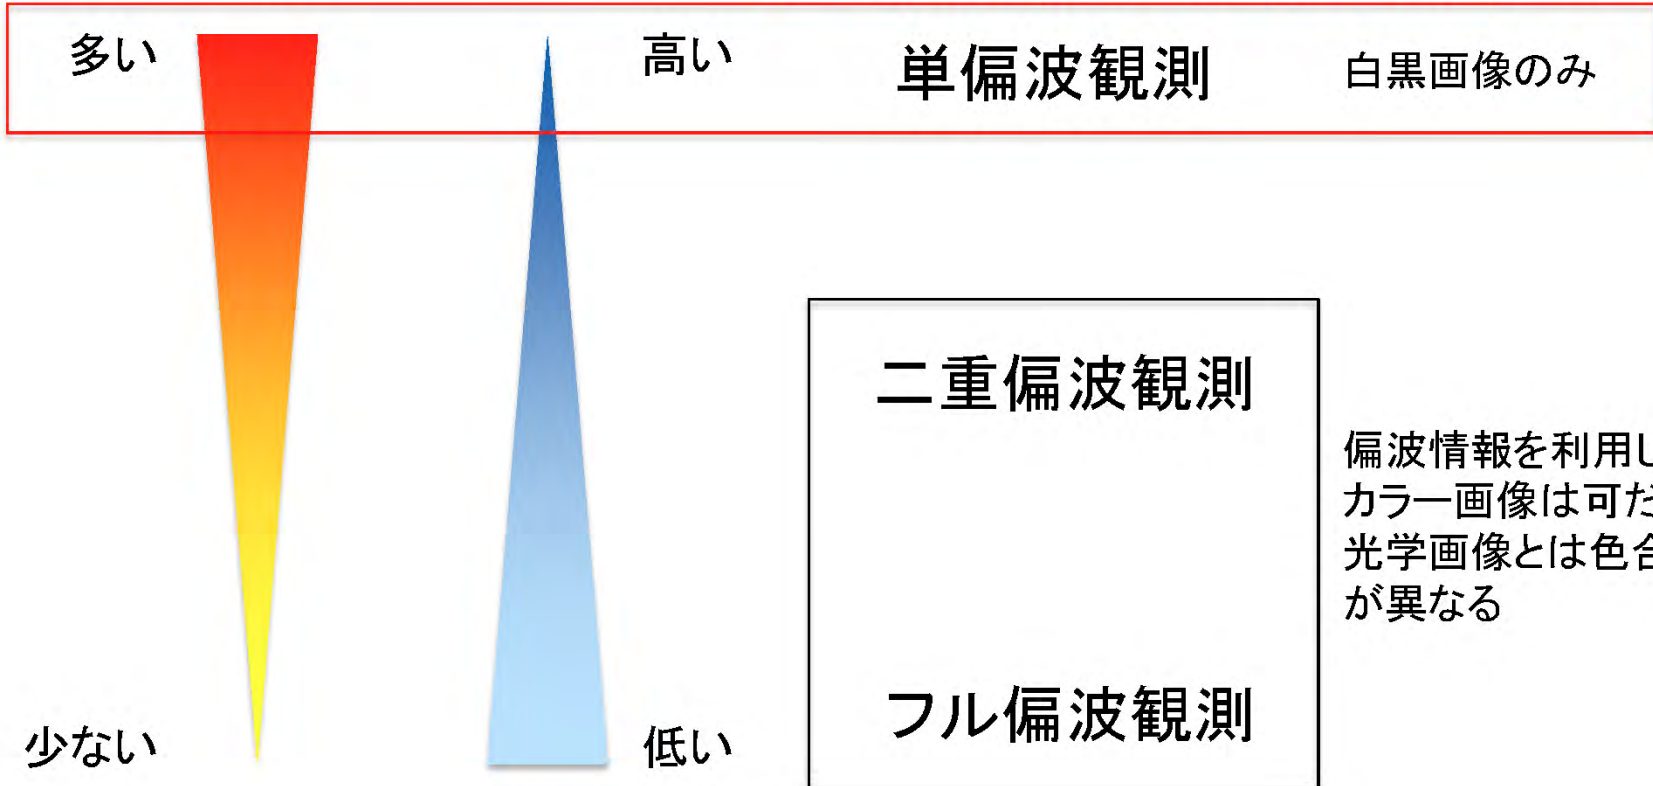 多い
高い
単偏波観測
白黒画像のみ
二重偏波観測
偏波情報を利用し
カラー画像は可だ
光学画像とは色合
が異なる
フル偏波観測
少ない
低い